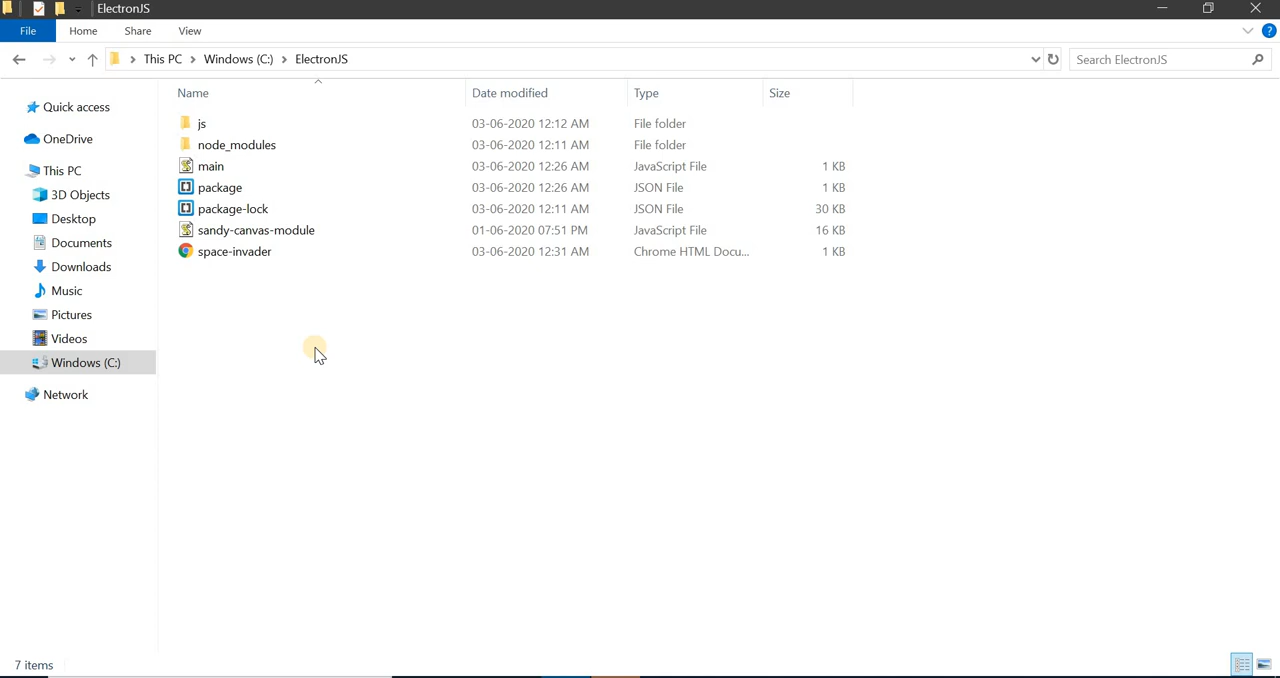 ElectronJS
File Home Share View
This PC Windows (C:) ElectronJS Search ElectronJS
Name Date modified Type Size
Quick access
OneDrive
This PC
3D Objects
Desktop
Documents
Downloads
Music
Pictures
Videos
Windows (C:)
Network
js 03-06-2020 12:12 AM File folder
node_modules 03-06-2020 12:11 AM File folder
main 03-06-2020 12:26 AM JavaScript File 1 KB
package 03-06-2020 12:26 AM JSON File 1 KB
package-lock 03-06-2020 12:11 AM JSON File 30 KB
sandy-canvas-module 01-06-2020 07:51 PM JavaScript File 16 KB
space-invader 03-06-2020 12:31 AM Chrome HTML Docu... 1 KB
7 items